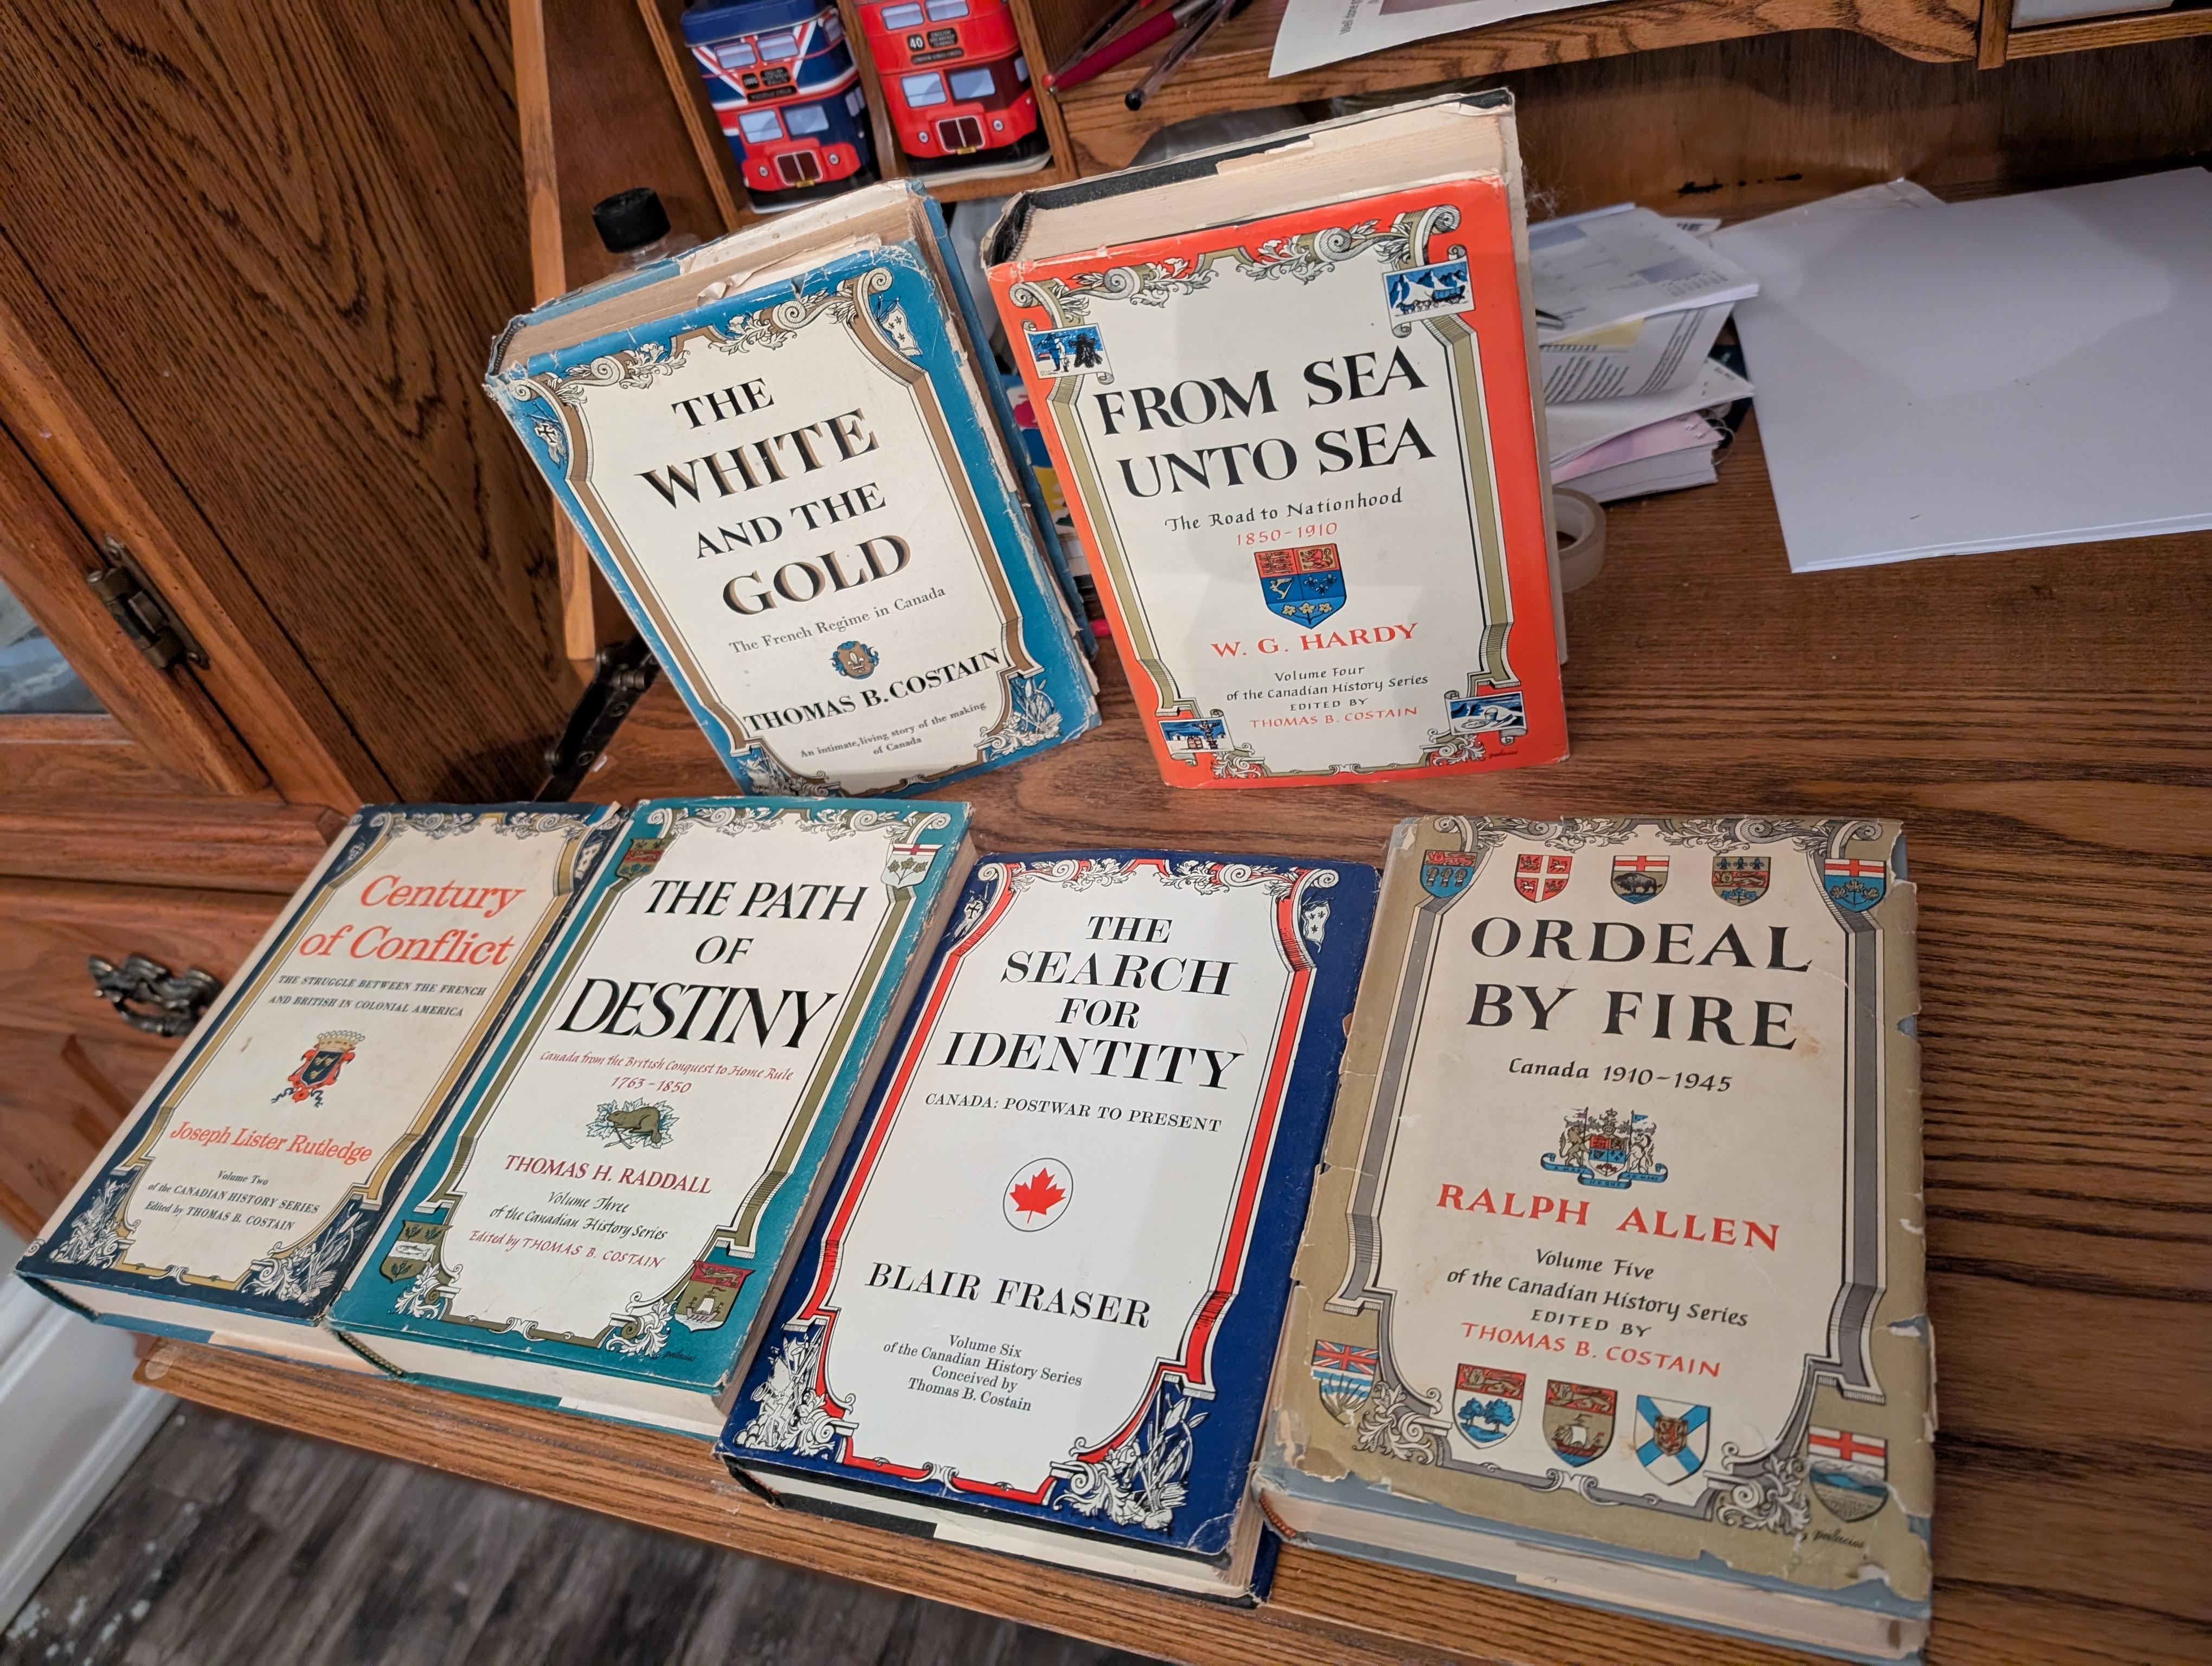 40
Well done
THE
WHITE
AND THE
GOLD
The French Regime in Canada
THOMAS B. COSTAIN
An intimate, living story of the making
of Canada
FROM SEA
UNTO SEA
The Road to Nationhood
1850-1910
W. G. HARDY
Volume Four
of the Canadian History Series
EDITED BY
THOMAS B. COSTAIN
palacios
Century
of Conflict
THE STRUGGLE BETWEEN THE FRENCH
AND BRITISH IN COLONIAL AMERICA
Joseph Lister Rutledge
Volume Two
of the CANADIAN HISTORY SERIES
Edited by THOMAS B. COSTAIN
THE PATH
OF
DESTINY
Canada from the British Conquest to Home Rule
1763-1850
THOMAS H. RADDALL
Volume Three
of the Canadian History Series
Edited by THOMAS B. COSTAIN
palacios
THE
SEARCH
FOR
IDENTITY
CANADA: POSTWAR TO PRESENT
BLAIR FRASER
Volume Six
of the Canadian History Series
Conceived by
Thomas B. Costain
ORDEAL
BY FIRE
Canada 1910-1945
RALPH ALLEN
Volume Five
of the Canadian History Series
EDITED BY
THOMAS B. COSTAIN
palacios